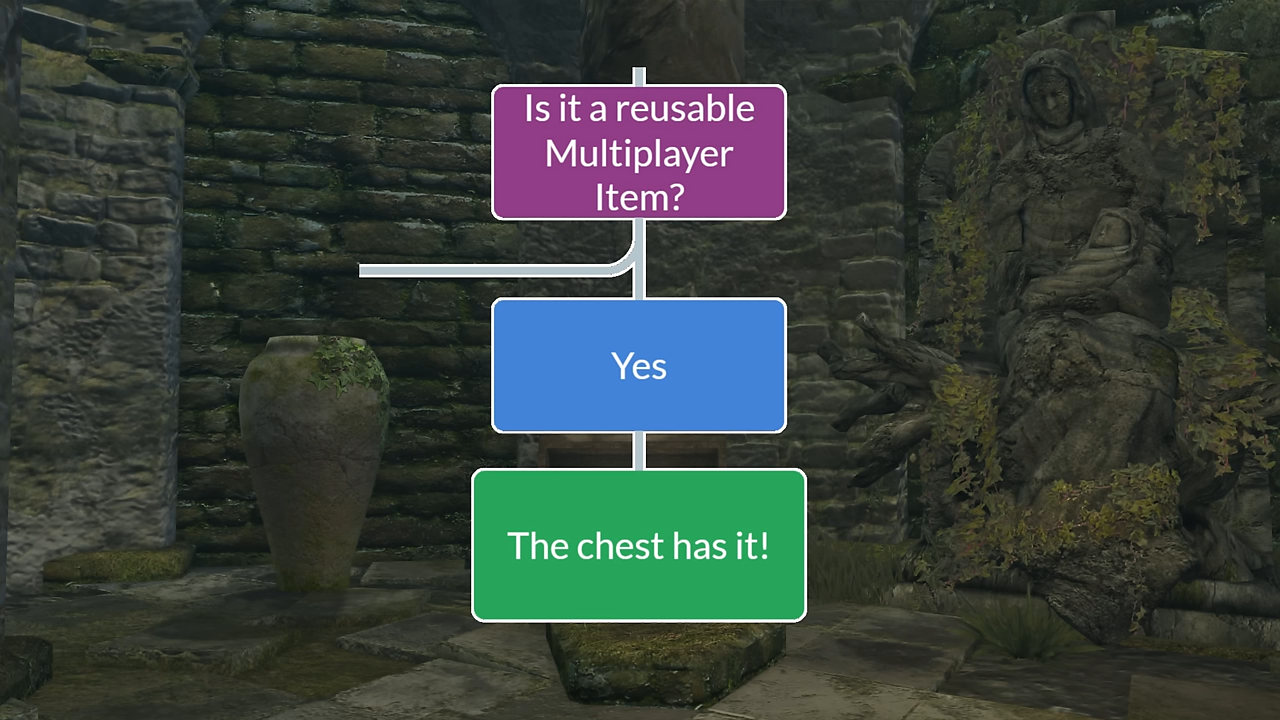 Is it a reusable
Multiplayer
Item?
Yes
The chest has it!